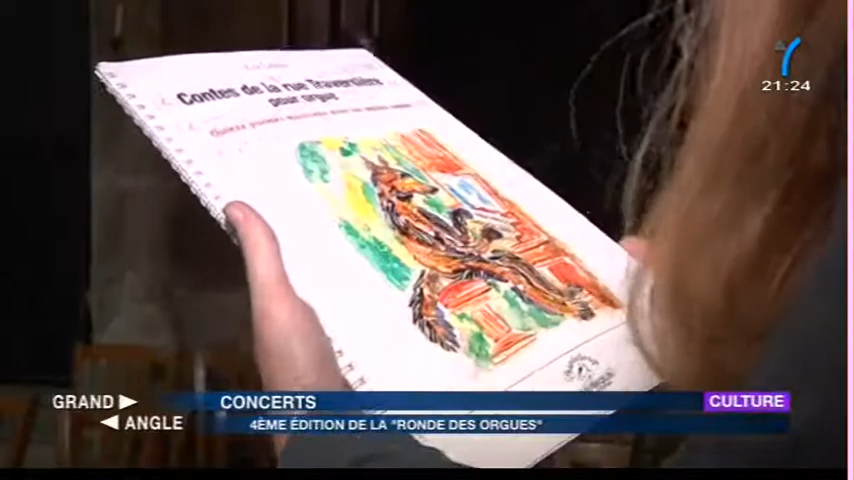 21:24
Contes de la rue Traversière
pour orgue
GRAND
ANGLE
CONCERTS
CULTURE
4ÈME ÉDITION DE LA "RONDE DES ORGUES"